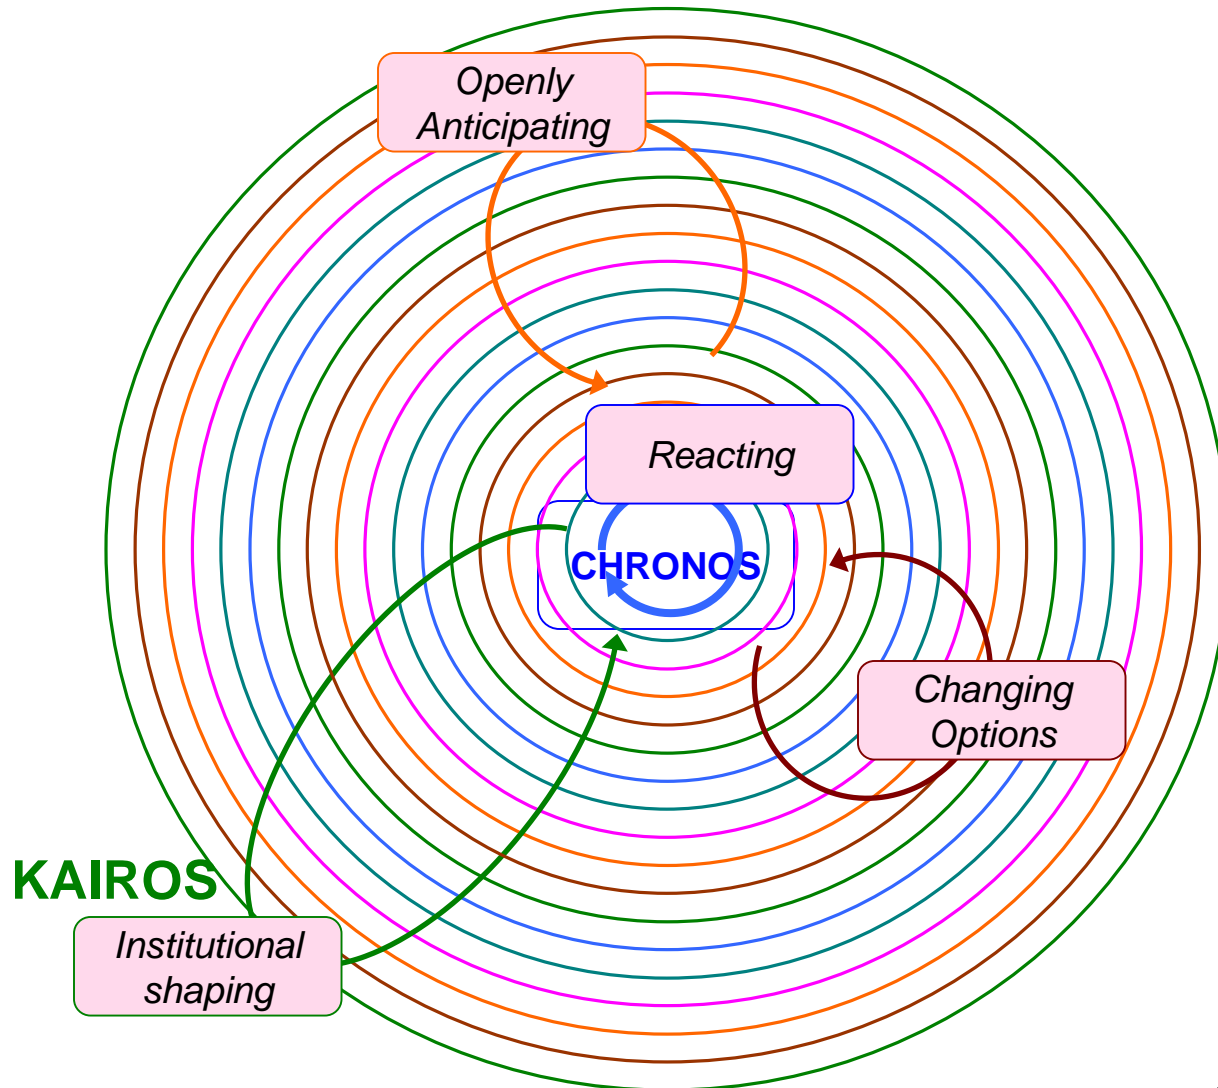 Openly
Anticipating
Reacting
CHRONOS
Changing
Options
KAIROS
Institutional
shaping